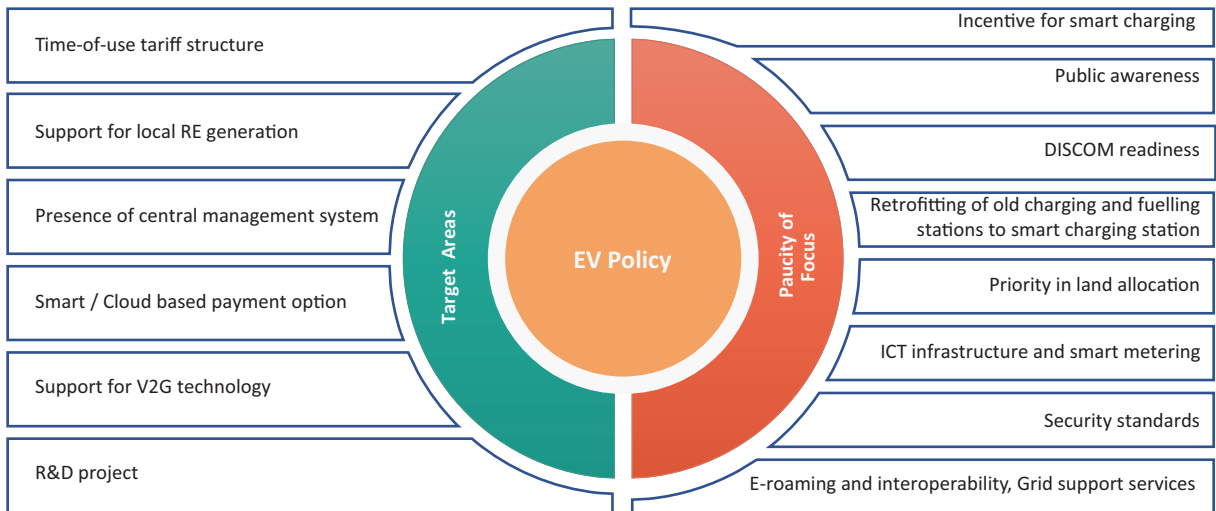 Time-of-use tariff structure
Support for local RE generation
Presence of central management system
Smart / Cloud based payment option
Support for V2G technology
R&D project
Target Areas
EV Policy
Paucity of
Focus
Incentive for smart charging
Public awareness
DISCOM readiness
Retrofitting of old charging and fuelling
stations to smart charging station
Priority in land allocation
ICT infrastructure and smart metering
Security standards
E-roaming and interoperability, Grid support services